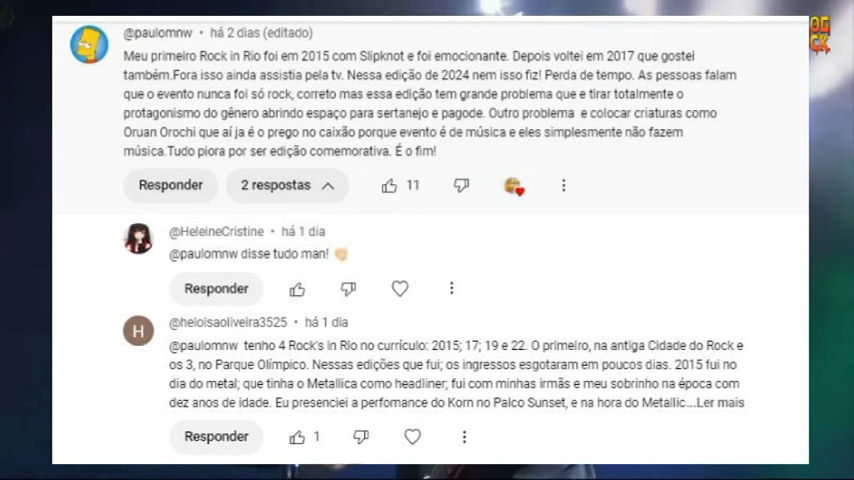 @paulomnw • há 2 dias (editado)
Meu primeiro Rock in Rio foi em 2015 com Slipknot e foi emocionante. Depois voltei em 2017 que gostei
também.Fora isso ainda assistia pela tv. Nessa edição de 2024 nem isso fiz! Perda de tempo. As pessoas falam
que o evento nunca foi só rock, correto mas essa edição tem grande problema que e tirar totalmente o
protagonismo do gênero abrindo espaço para sertanejo e pagode. Outro problema e colocar criaturas como
Oruan Orochi que aí ja é o prego no caixão porque evento é de música e eles simplesmente não fazem
música.Tudo piora por ser edição comemorativa. É o fim!
Responder 2 respostas 11
@HeleineCristine • há 1 dia
@paulomnw disse tudo man!
Responder
H
@heloisaoliveira3525 • há 1 dia
@paulomnw tenho 4 Rock's in Rio no currículo: 2015; 17; 19 e 22. O primeiro, na antiga Cidade do Rock e
os 3, no Parque Olímpico. Nessas edições que fui; os ingressos esgotaram em poucos dias. 2015 fui no
dia do metal; que tinha o Metallica como headliner; fui com minhas irmãs e meu sobrinho na época com
dez anos de idade. Eu presenciei a perfomance do Korn no Palco Sunset, e na hora do Metallic...Ler mais
Responder 1